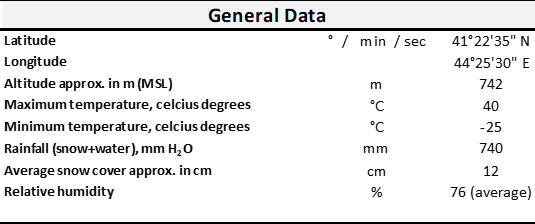 General Data
Latitude ° / min / sec 41°22'35" N
Longitude 44°25'30" E
Altitude approx. in m (MSL) m 742
Maximum temperature, celcius degrees °C 40
Minimum temperature, celcius degrees °C -25
Rainfall (snow+water), mm H₂O mm 740
Average snow cover approx. in cm cm 12
Relative humidity % 76 (average)